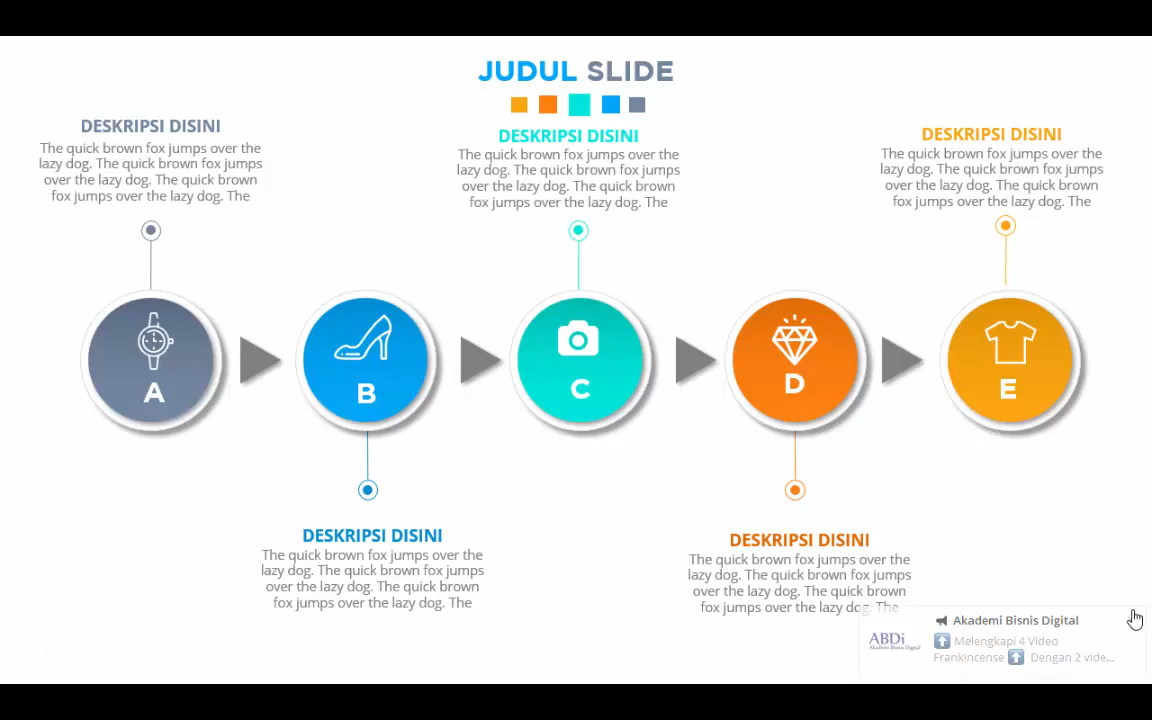 JUDUL SLIDE
DESKRIPSI DISINI
The quick brown fox jumps over the
lazy dog. The quick brown fox jumps
over the lazy dog. The quick brown
fox jumps over the lazy dog. The
DESKRIPSI DISINI
The quick brown fox jumps over the
lazy dog. The quick brown fox jumps
over the lazy dog. The quick brown
fox jumps over the lazy dog. The
DESKRIPSI DISINI
The quick brown fox jumps over the
lazy dog. The quick brown fox jumps
over the lazy dog. The quick brown
fox jumps over the lazy dog. The
A
B
C
D
E
DESKRIPSI DISINI
The quick brown fox jumps over the
lazy dog. The quick brown fox jumps
over the lazy dog. The quick brown
fox jumps over the lazy dog. The
DESKRIPSI DISINI
The quick brown fox jumps over the
lazy dog. The quick brown fox jumps
over the lazy dog. The quick brown
fox jumps over the lazy dog. The
ABDi
Akademi Bisnis Digital
Akademi Bisnis Digital
Melengkapi 4 Video
Frankincense Dengan 2 vide...